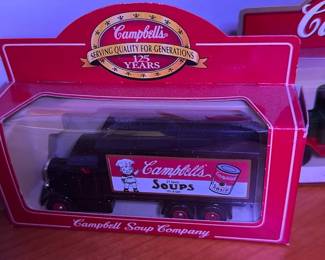 Campbell's
SERVING QUALITY FOR GENERATIONS
125
YEARS
Campbell's
SOUPS
Campbell Soup Company